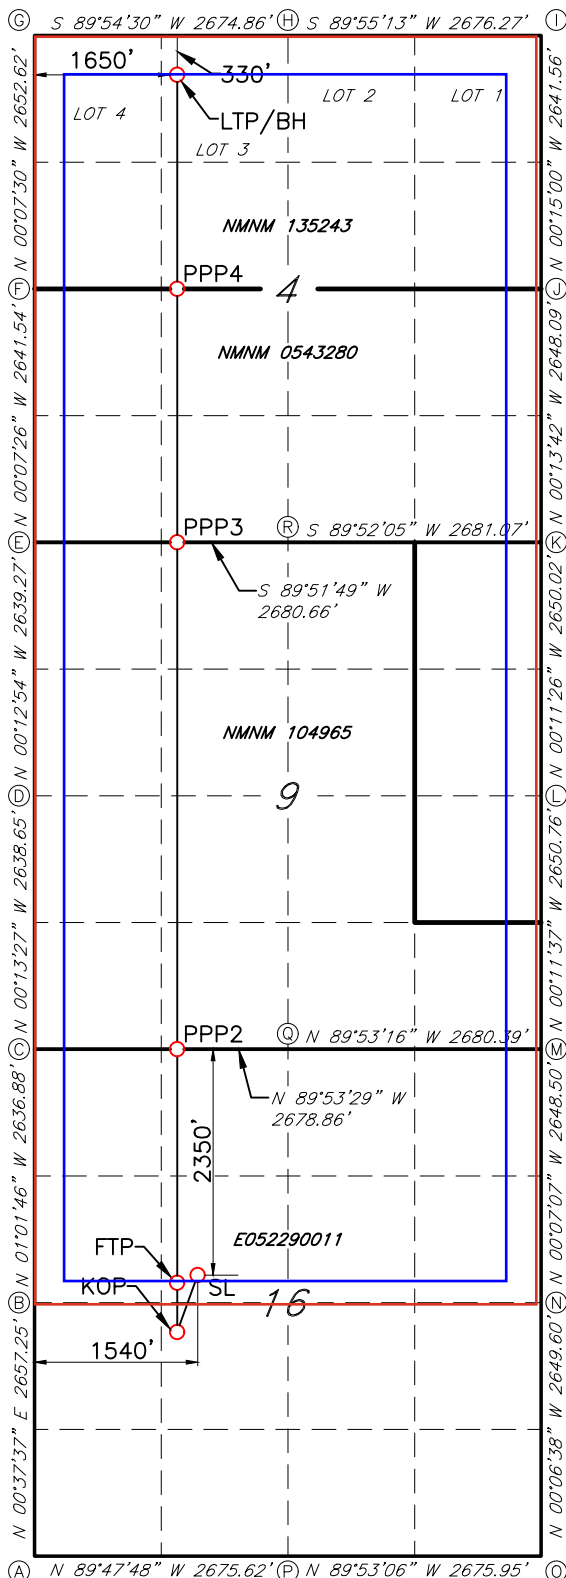 G S 89°54'30" W 2674.86' H S 89°55'13" W 2676.27' I
1650'
330'
N 00°07'30" W 2652.62'
N 00°15'00" W 2641.56'
LOT 4
LOT 2
LOT 1
LTP/BH
LOT 3
NMNM 135243
F
PPP4
4
J
NMNM 0543280
N 00°07'26" W 2641.54'
N 00°13'42" W 2648.09'
E
PPP3
R S 89°52'05" W 2681.07'
K
S 89°51'49" W
2680.66'
N 00°12'54" W 2639.27'
N 00°11'26" W 2650.02'
NMNM 104965
D
9
L
N 00°13'27" W 2638.65'
N 00°11'37" W 2650.76'
C
PPP2
Q N 89°53'16" W 2680.39'
M
N 89°53'29" W
2678.86'
2350'
N 01°01'46" W 2636.88'
N 00°07'07" W 2648.50'
E052290011
FTP
KOP
SL
B
16
N
1540'
N 00°37'37" E 2657.25'
N 00°06'38" W 2649.60'
A N 89°47'48" W 2675.62' P N 89°53'06" W 2675.95' O